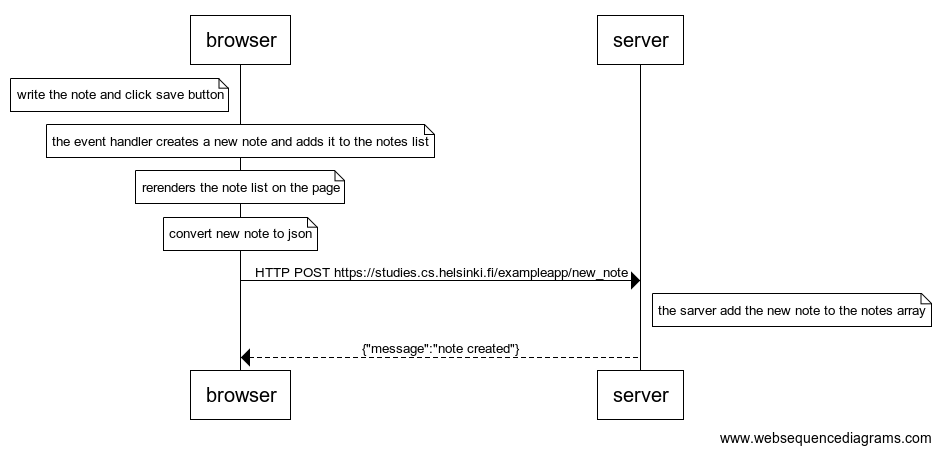 browser
server
write the note and click save button
the event handler creates a new note and adds it to the notes list
rerenders the note list on the page
convert new note to json
HTTP POST https://studies.cs.helsinki.fi/exampleapp/new_note
the sarver add the new note to the notes array
{"message":"note created"}
browser
server
www.websequencediagrams.com